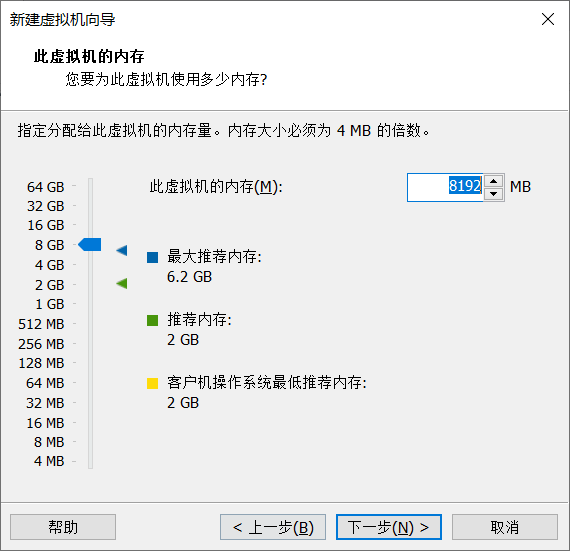 新建虚拟机向导
此虚拟机的内存
您要为此虚拟机使用多少内存?
指定分配给此虚拟机的内存量。内存大小必须为 4 MB 的倍数。
64 GB
32 GB
16 GB
8 GB
4 GB
2 GB
1 GB
512 MB
256 MB
128 MB
64 MB
32 MB
16 MB
8 MB
4 MB
此虚拟机的内存(M): 8192 MB
最大推荐内存:
6.2 GB
推荐内存:
2 GB
客户机操作系统最低推荐内存:
2 GB
帮助 < 上一步(B) 下一步(N) > 取消